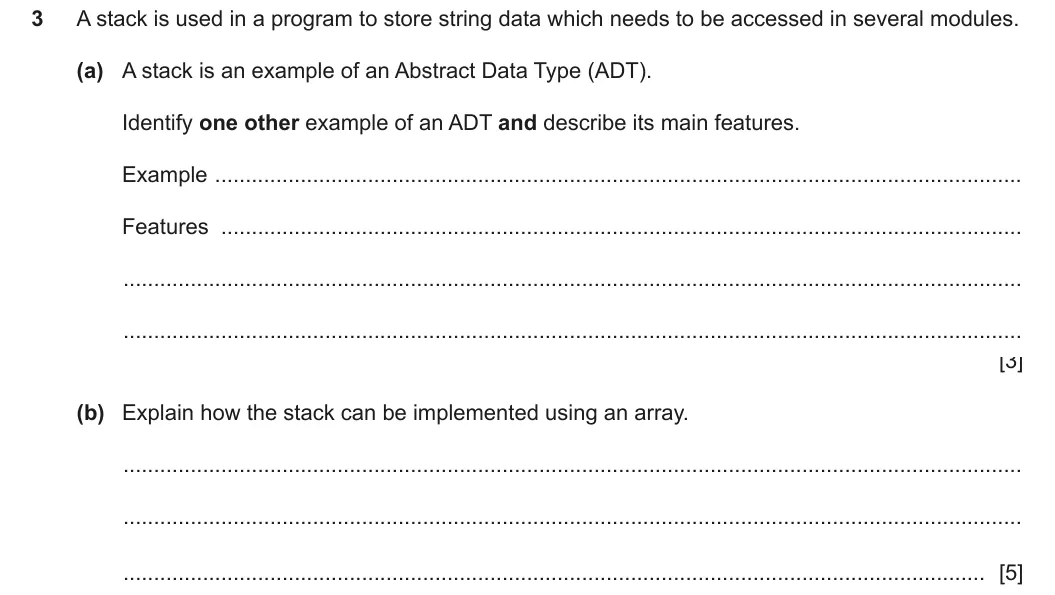 3 A stack is used in a program to store string data which needs to be accessed in several modules.
(a) A stack is an example of an Abstract Data Type (ADT).
Identify one other example of an ADT and describe its main features.
Example ................................................................................................................................
Features ................................................................................................................................
................................................................................................................................................
................................................................................................................................................
[3]
(b) Explain how the stack can be implemented using an array.
................................................................................................................................................
................................................................................................................................................
.......................................................................................................................................... [5]